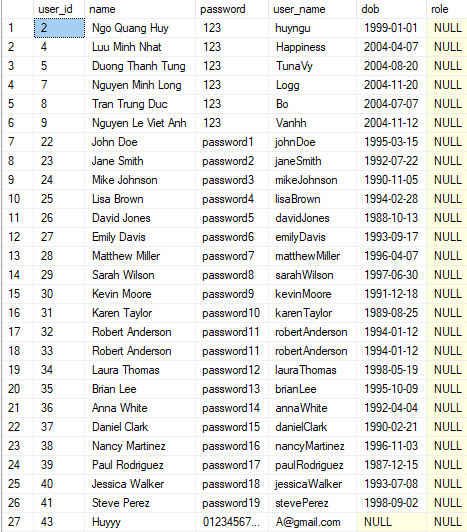 user_id name password user_name dob role
1 2 Ngo Quang Huy 123 huyngu 1999-01-01 NULL
2 4 Luu Minh Nhat 123 Happiness 2004-04-07 NULL
3 5 Duong Thanh Tung 123 TunaVy 2004-08-20 NULL
4 7 Nguyen Minh Long 123 Logg 2004-11-20 NULL
5 8 Tran Trung Duc 123 Bo 2004-07-07 NULL
6 9 Nguyen Le Viet Anh 123 Vanhh 2004-11-12 NULL
7 22 John Doe password1 johnDoe 1995-03-15 NULL
8 23 Jane Smith password2 janeSmith 1992-07-22 NULL
9 24 Mike Johnson password3 mikeJohnson 1990-11-05 NULL
10 25 Lisa Brown password4 lisaBrown 1994-02-28 NULL
11 26 David Jones password5 davidJones 1988-10-13 NULL
12 27 Emily Davis password6 emilyDavis 1993-09-17 NULL
13 28 Matthew Miller password7 matthewMiller 1996-04-07 NULL
14 29 Sarah Wilson password8 sarahWilson 1997-06-30 NULL
15 30 Kevin Moore password9 kevinMoore 1991-12-18 NULL
16 31 Karen Taylor password10 karenTaylor 1989-08-25 NULL
17 32 Robert Anderson password11 robertAnderson 1994-01-12 NULL
18 33 Robert Anderson password11 robertAnderson 1994-01-12 NULL
19 34 Laura Thomas password12 lauraThomas 1998-05-19 NULL
20 35 Brian Lee password13 brianLee 1995-10-09 NULL
21 36 Anna White password14 annaWhite 1992-04-04 NULL
22 37 Daniel Clark password15 danielClark 1990-02-21 NULL
23 38 Nancy Martinez password16 nancyMartinez 1996-11-03 NULL
24 39 Paul Rodriguez password17 paulRodriguez 1987-12-15 NULL
25 40 Jessica Walker password18 jessicaWalker 1993-07-08 NULL
26 41 Steve Perez password19 stevePerez 1998-09-02 NULL
27 43 Huyyy 01234567... A@gmail.com NULL NULL